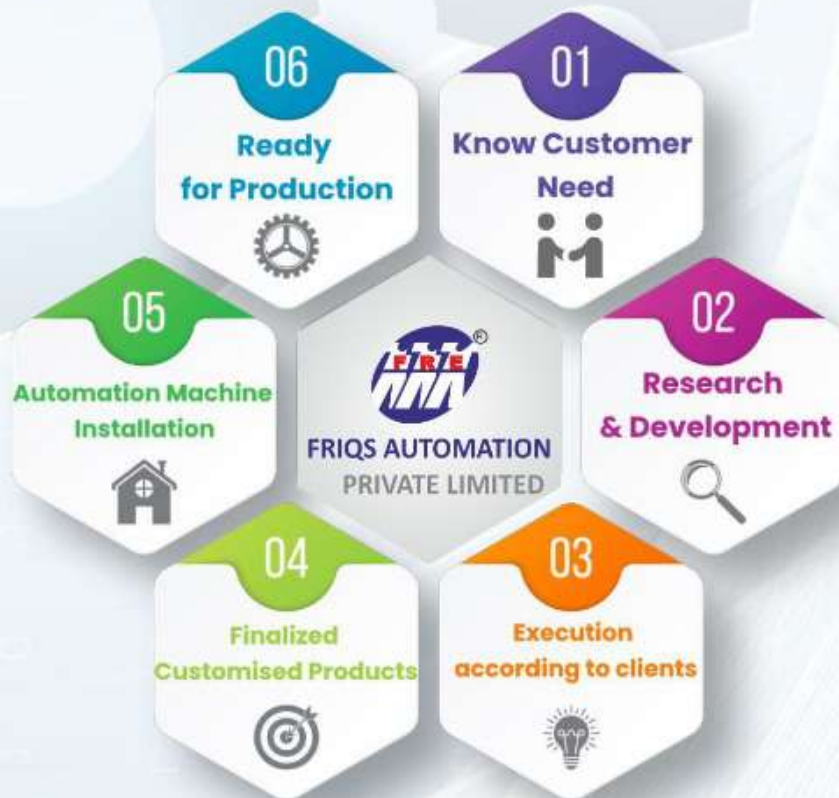 06
Ready
for Production
01
Know Customer
Need
05
Automation Machine
Installation
FRE
®
FRIQS AUTOMATION
PRIVATE LIMITED
02
Research
& Development
04
Finalized
Customised Products
03
Execution
according to clients